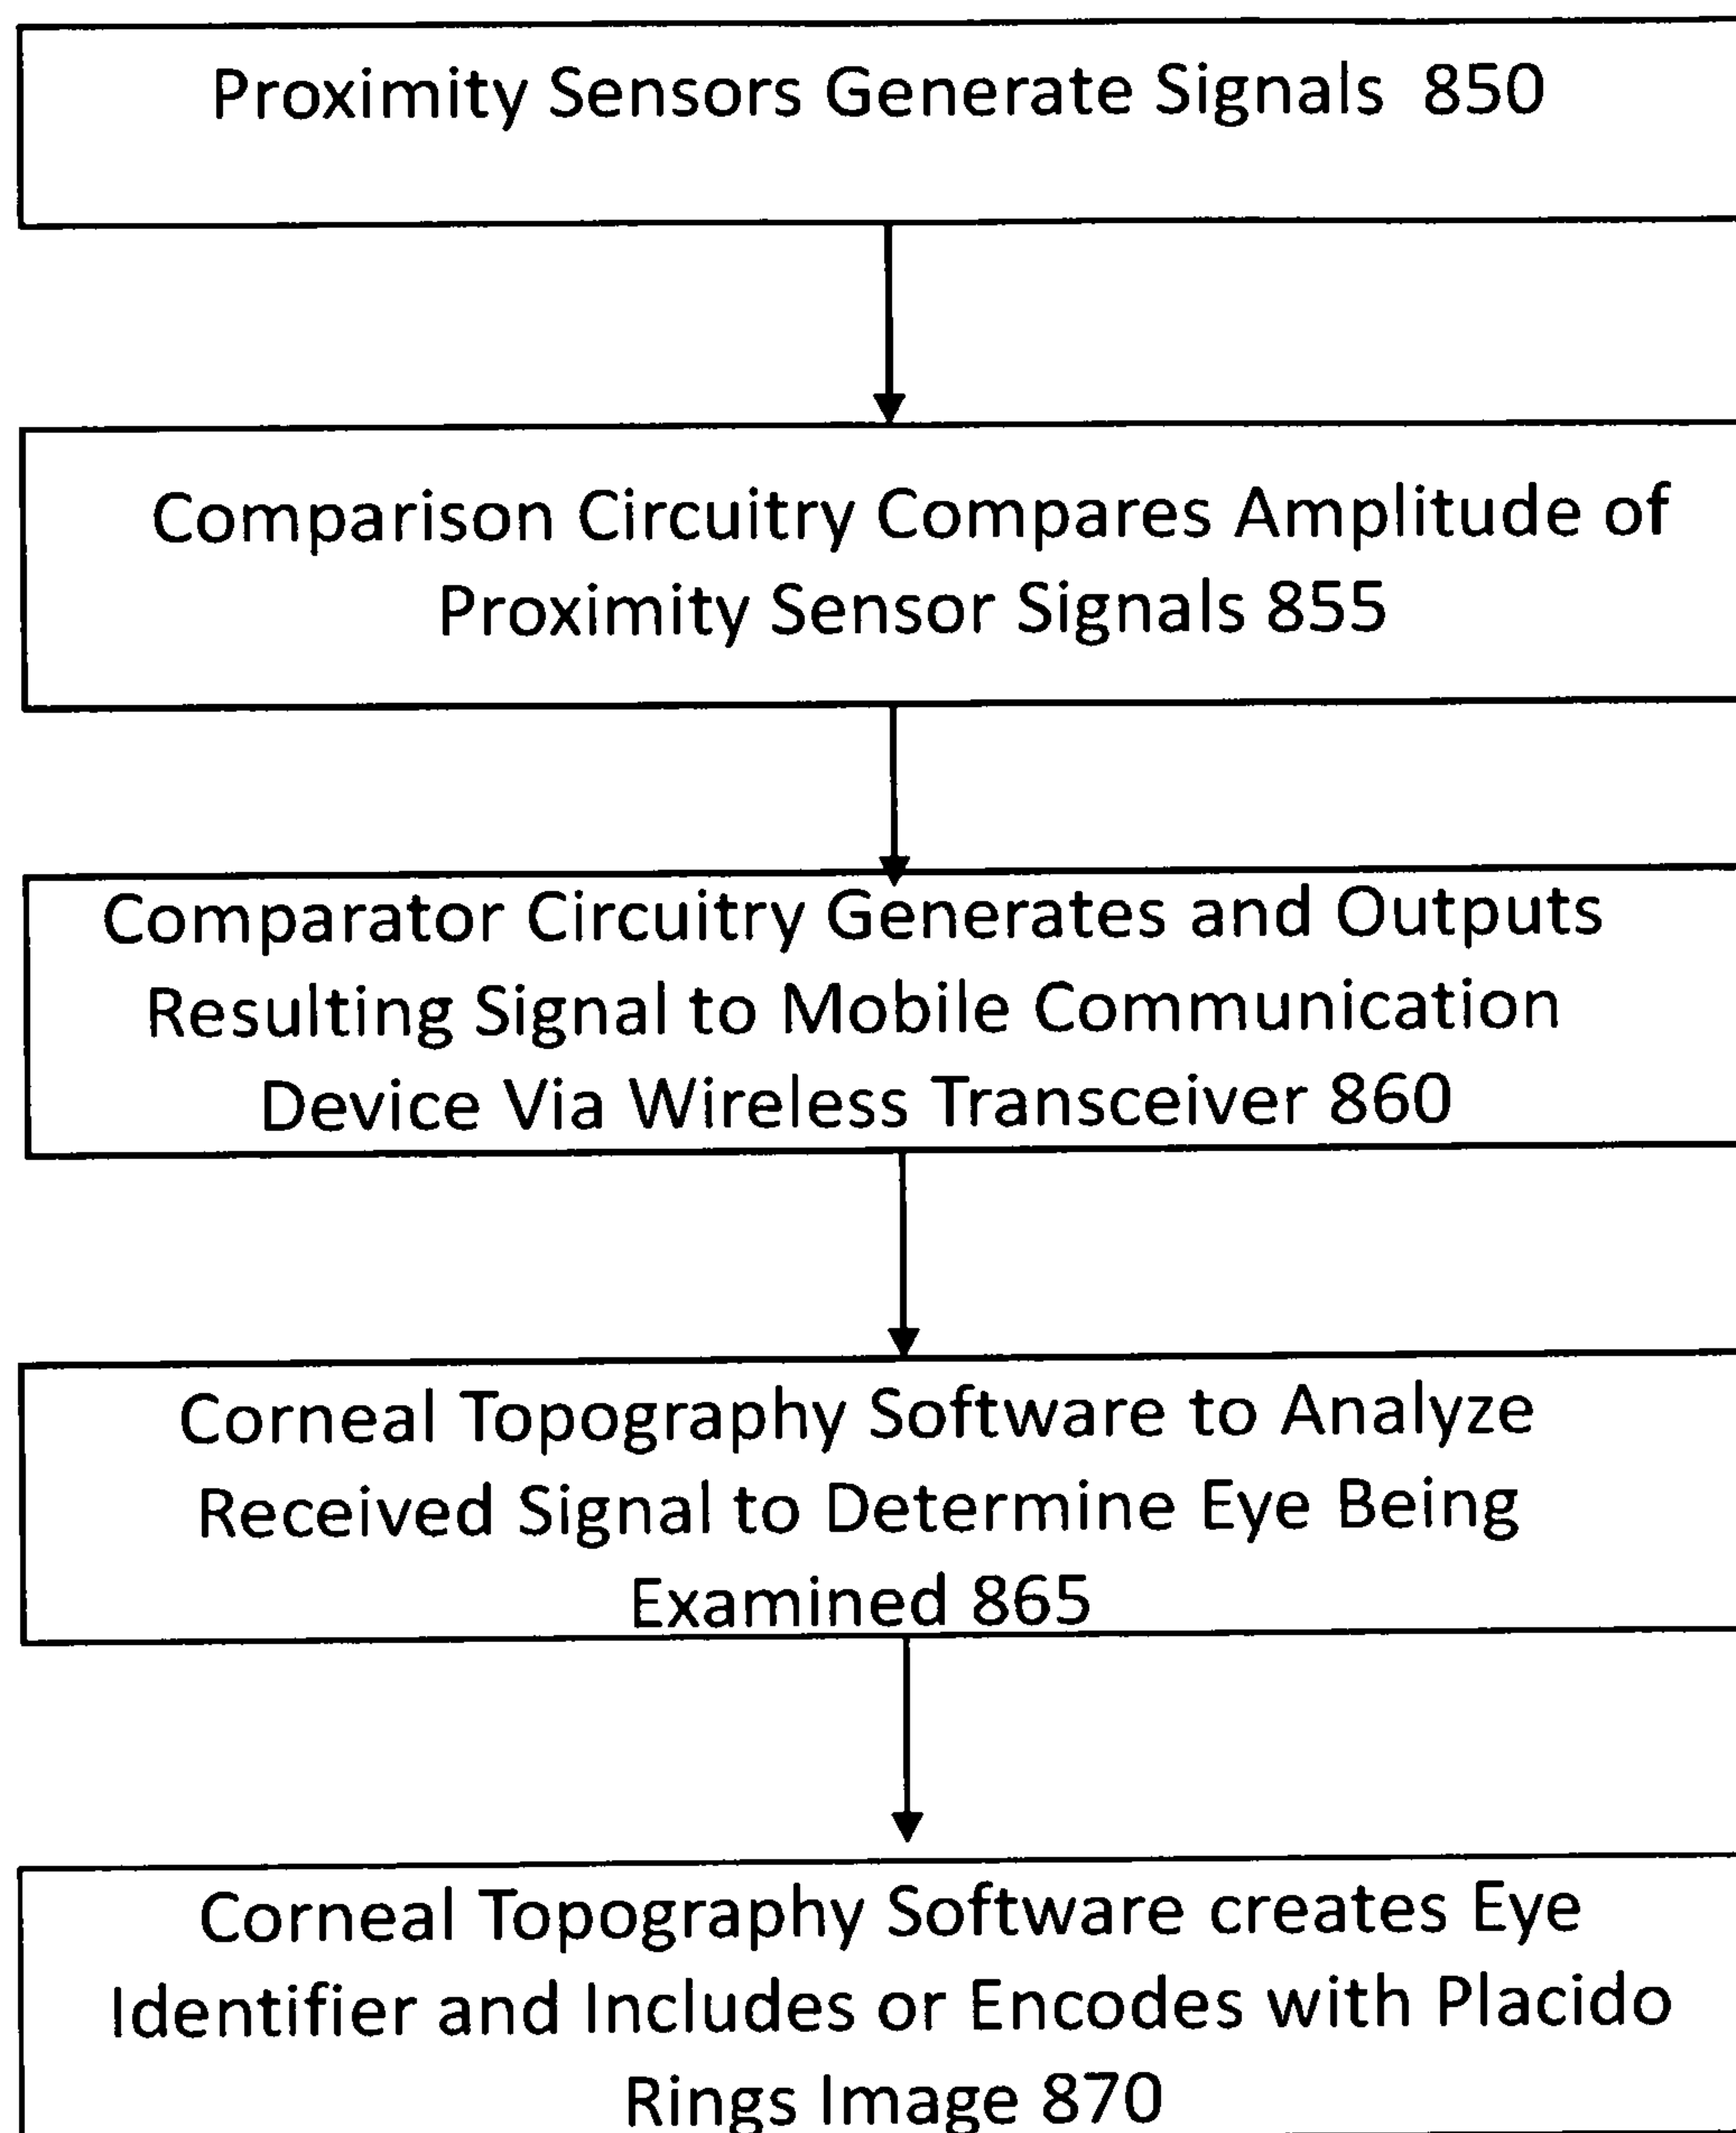 Proximity Sensors Generate Signals 850
Comparison Circuitry Compares Amplitude of
Proximity Sensor Signals 855
Comparator Circuitry Generates and Outputs
Resulting Signal to Mobile Communication
Device Via Wireless Transceiver 860
Corneal Topography Software to Analyze
Received Signal to Determine Eye Being
Examined 865
Corneal Topography Software creates Eye
Identifier and Includes or Encodes with Placido
Rings Image 870